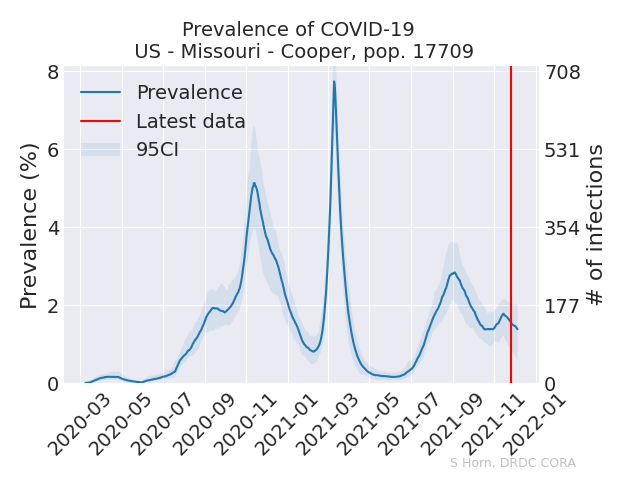 Prevalence of COVID-19
US - Missouri - Cooper, pop. 17709
Prevalence
Latest data
95CI
Prevalence (%)
8
6
4
2
0
# of infections
708
531
354
177
0
2020-03
2020-05
2020-07
2020-09
2020-11
2021-01
2021-03
2021-05
2021-07
2021-09
2021-11
2022-01
S Horn, DRDC CORA